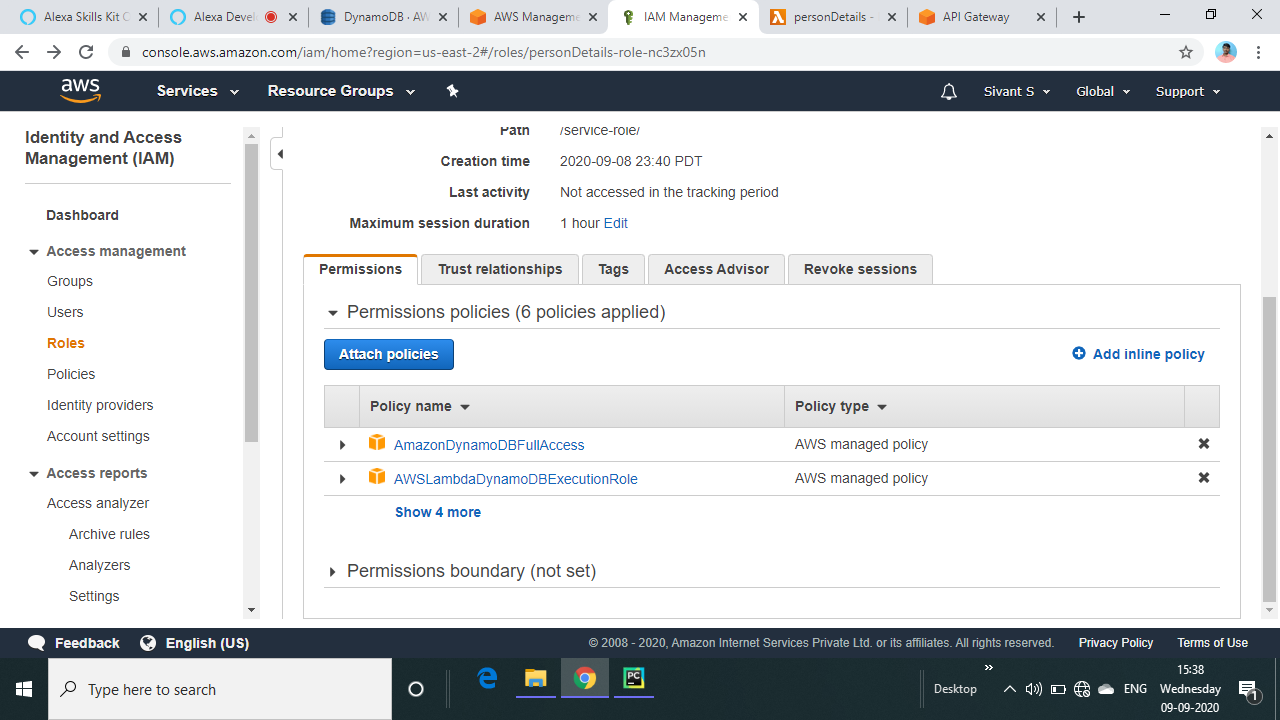 Alexa Skills Kit C
Alexa Devel
DynamoDB · AW
AWS Manageme
IAM Manageme
personDetails -
API Gateway
console.aws.amazon.com/iam/home?region=us-east-2#/roles/personDetails-role-nc3zx05n
aws
Services
Resource Groups
Sivant S
Global
Support
Identity and Access
Management (IAM)
Dashboard
Access management
Groups
Users
Roles
Policies
Identity providers
Account settings
Access reports
Access analyzer
Archive rules
Analyzers
Settings
Path /service-role/
Creation time 2020-09-08 23:40 PDT
Last activity Not accessed in the tracking period
Maximum session duration 1 hour Edit
Permissions
Trust relationships
Tags
Access Advisor
Revoke sessions
Permissions policies (6 policies applied)
Attach policies
Add inline policy
Policy name Policy type
AmazonDynamoDBFullAccess AWS managed policy
AWSLambdaDynamoDBExecutionRole AWS managed policy
Show 4 more
Permissions boundary (not set)
Feedback
English (US)
© 2008 - 2020, Amazon Internet Services Private Ltd. or its affiliates. All rights reserved.
Privacy Policy
Terms of Use
Type here to search
PC
Desktop
»
ENG
15:38
Wednesday
09-09-2020
1